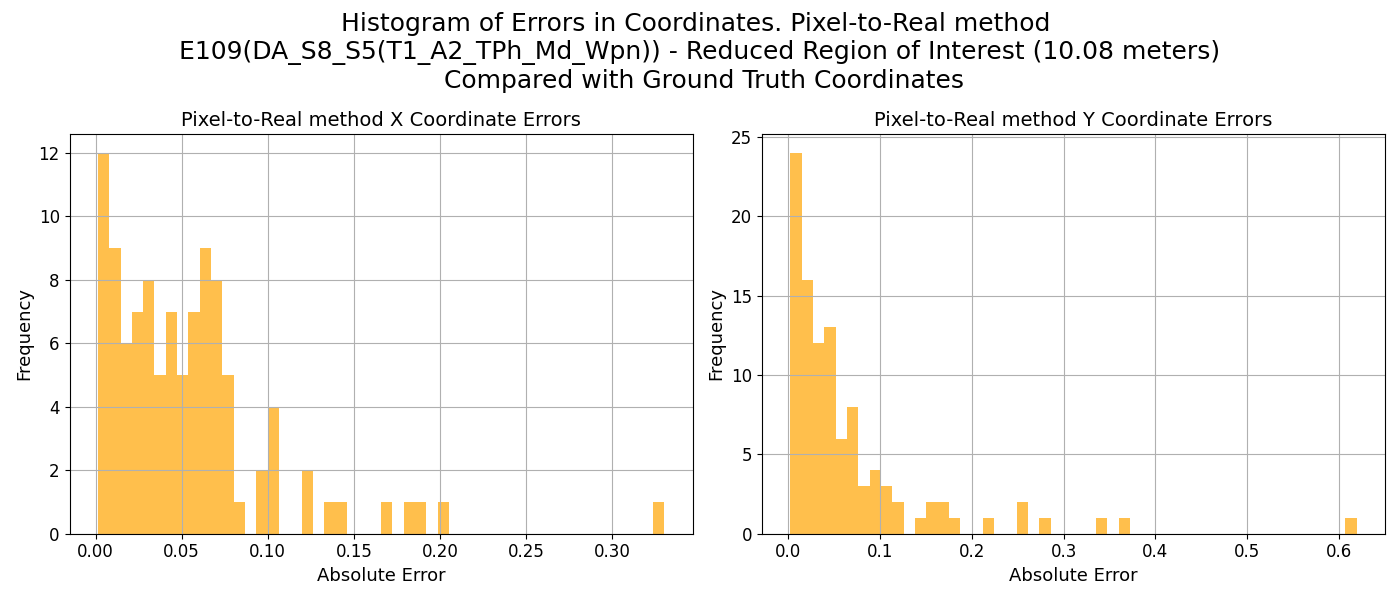 Histogram of Errors in Coordinates. Pixel-to-Real method
E109(DA_S8_S5(T1_A2_TPh_Md_Wpn)) - Reduced Region of Interest (10.08 meters)
Compared with Ground Truth Coordinates
Pixel-to-Real method X Coordinate Errors
12
10
8
6
4
2
0
Frequency
0.00 0.05 0.10 0.15 0.20 0.25 0.30
Absolute Error
Pixel-to-Real method Y Coordinate Errors
25
20
15
10
5
0
Frequency
0.0 0.1 0.2 0.3 0.4 0.5 0.6
Absolute Error